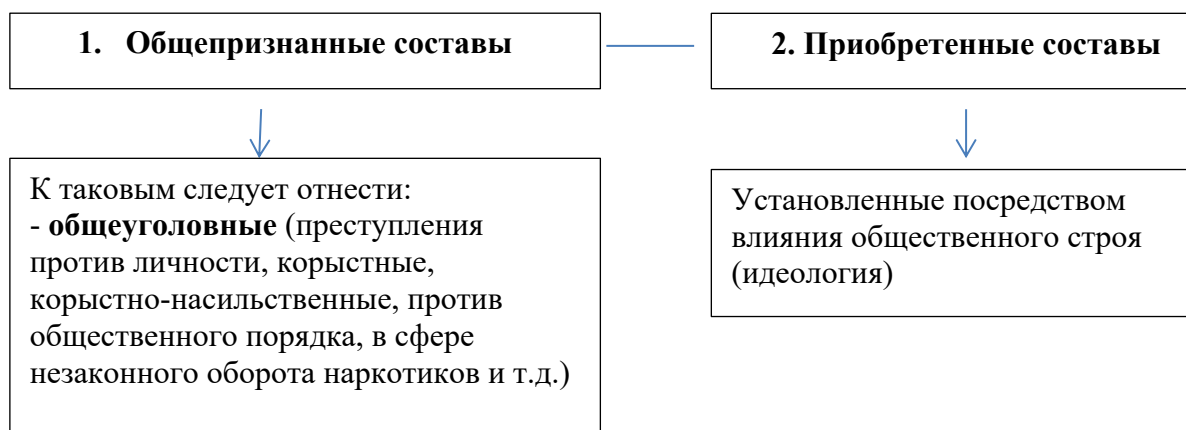 1. Общепризнанные составы
2. Приобретенные составы
К таковым следует отнести:
- общеуголовные (преступления
против личности, корыстные,
корыстно-насильственные, против
общественного порядка, в сфере
незаконного оборота наркотиков и т.д.)
Установленные посредством
влияния общественного строя
(идеология)